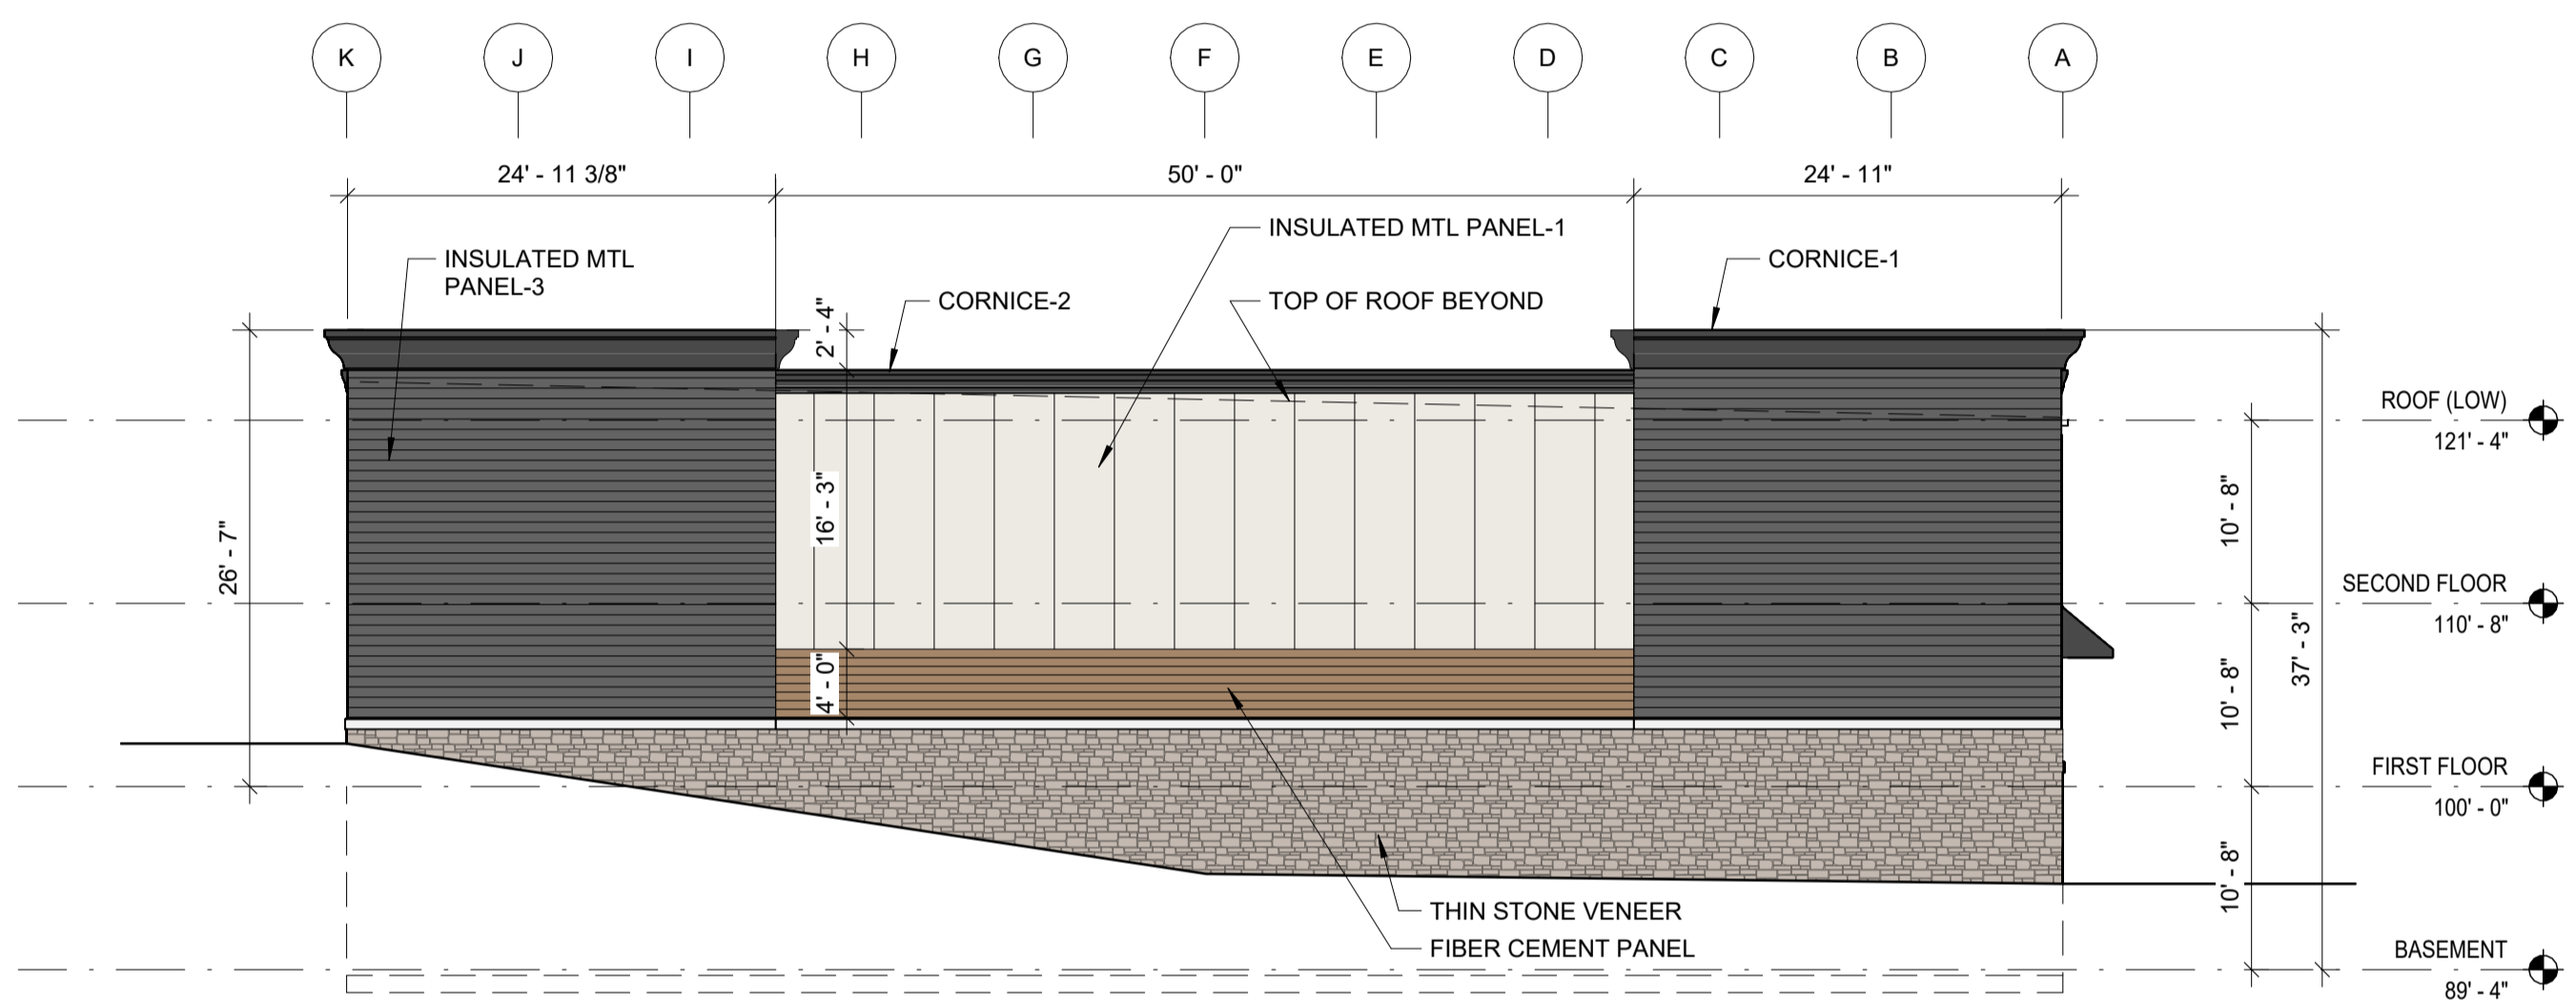 K J I H G F E D C B A
24' - 11 3/8" 50' - 0" 24' - 11"
INSULATED MTL PANEL-1
INSULATED MTL
PANEL-3
CORNICE-1
CORNICE-2
TOP OF ROOF BEYOND
2' - 4"
16' - 3"
4' - 0"
26' - 7"
ROOF (LOW)
121' - 4"
10' - 8"
SECOND FLOOR
110' - 8"
37' - 3"
10' - 8"
FIRST FLOOR
100' - 0"
10' - 8"
THIN STONE VENEER
FIBER CEMENT PANEL
BASEMENT
89' - 4"